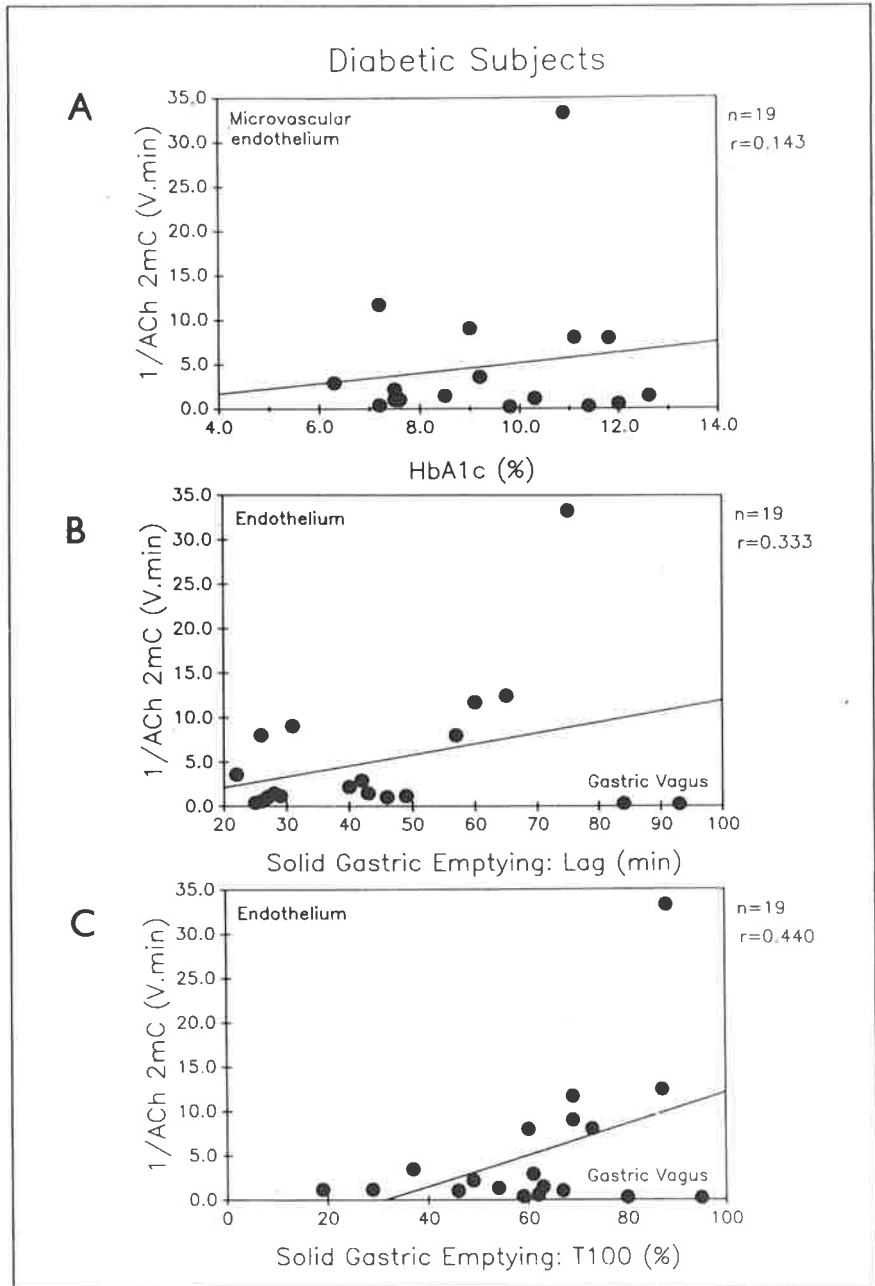 Diabetic Subjects
A
35.0
30.0
25.0
20.0
15.0
10.0
5.0
0.0
1/ACh 2mC (V.min)
Microvascular
endothelium
n=19
r=0.143
4.0 6.0 8.0 10.0 12.0 14.0
HbA1c (%)
B
35.0
30.0
25.0
20.0
15.0
10.0
5.0
0.0
1/ACh 2mC (V.min)
Endothelium
n=19
r=0.333
Gastric Vagus
20 30 40 50 60 70 80 90 100
Solid Gastric Emptying: Lag (min)
C
35.0
30.0
25.0
20.0
15.0
10.0
5.0
0.0
1/ACh 2mC (V.min)
Endothelium
n=19
r=0.440
Gastric Vagus
0 20 40 60 80 100
Solid Gastric Emptying: T100 (%)